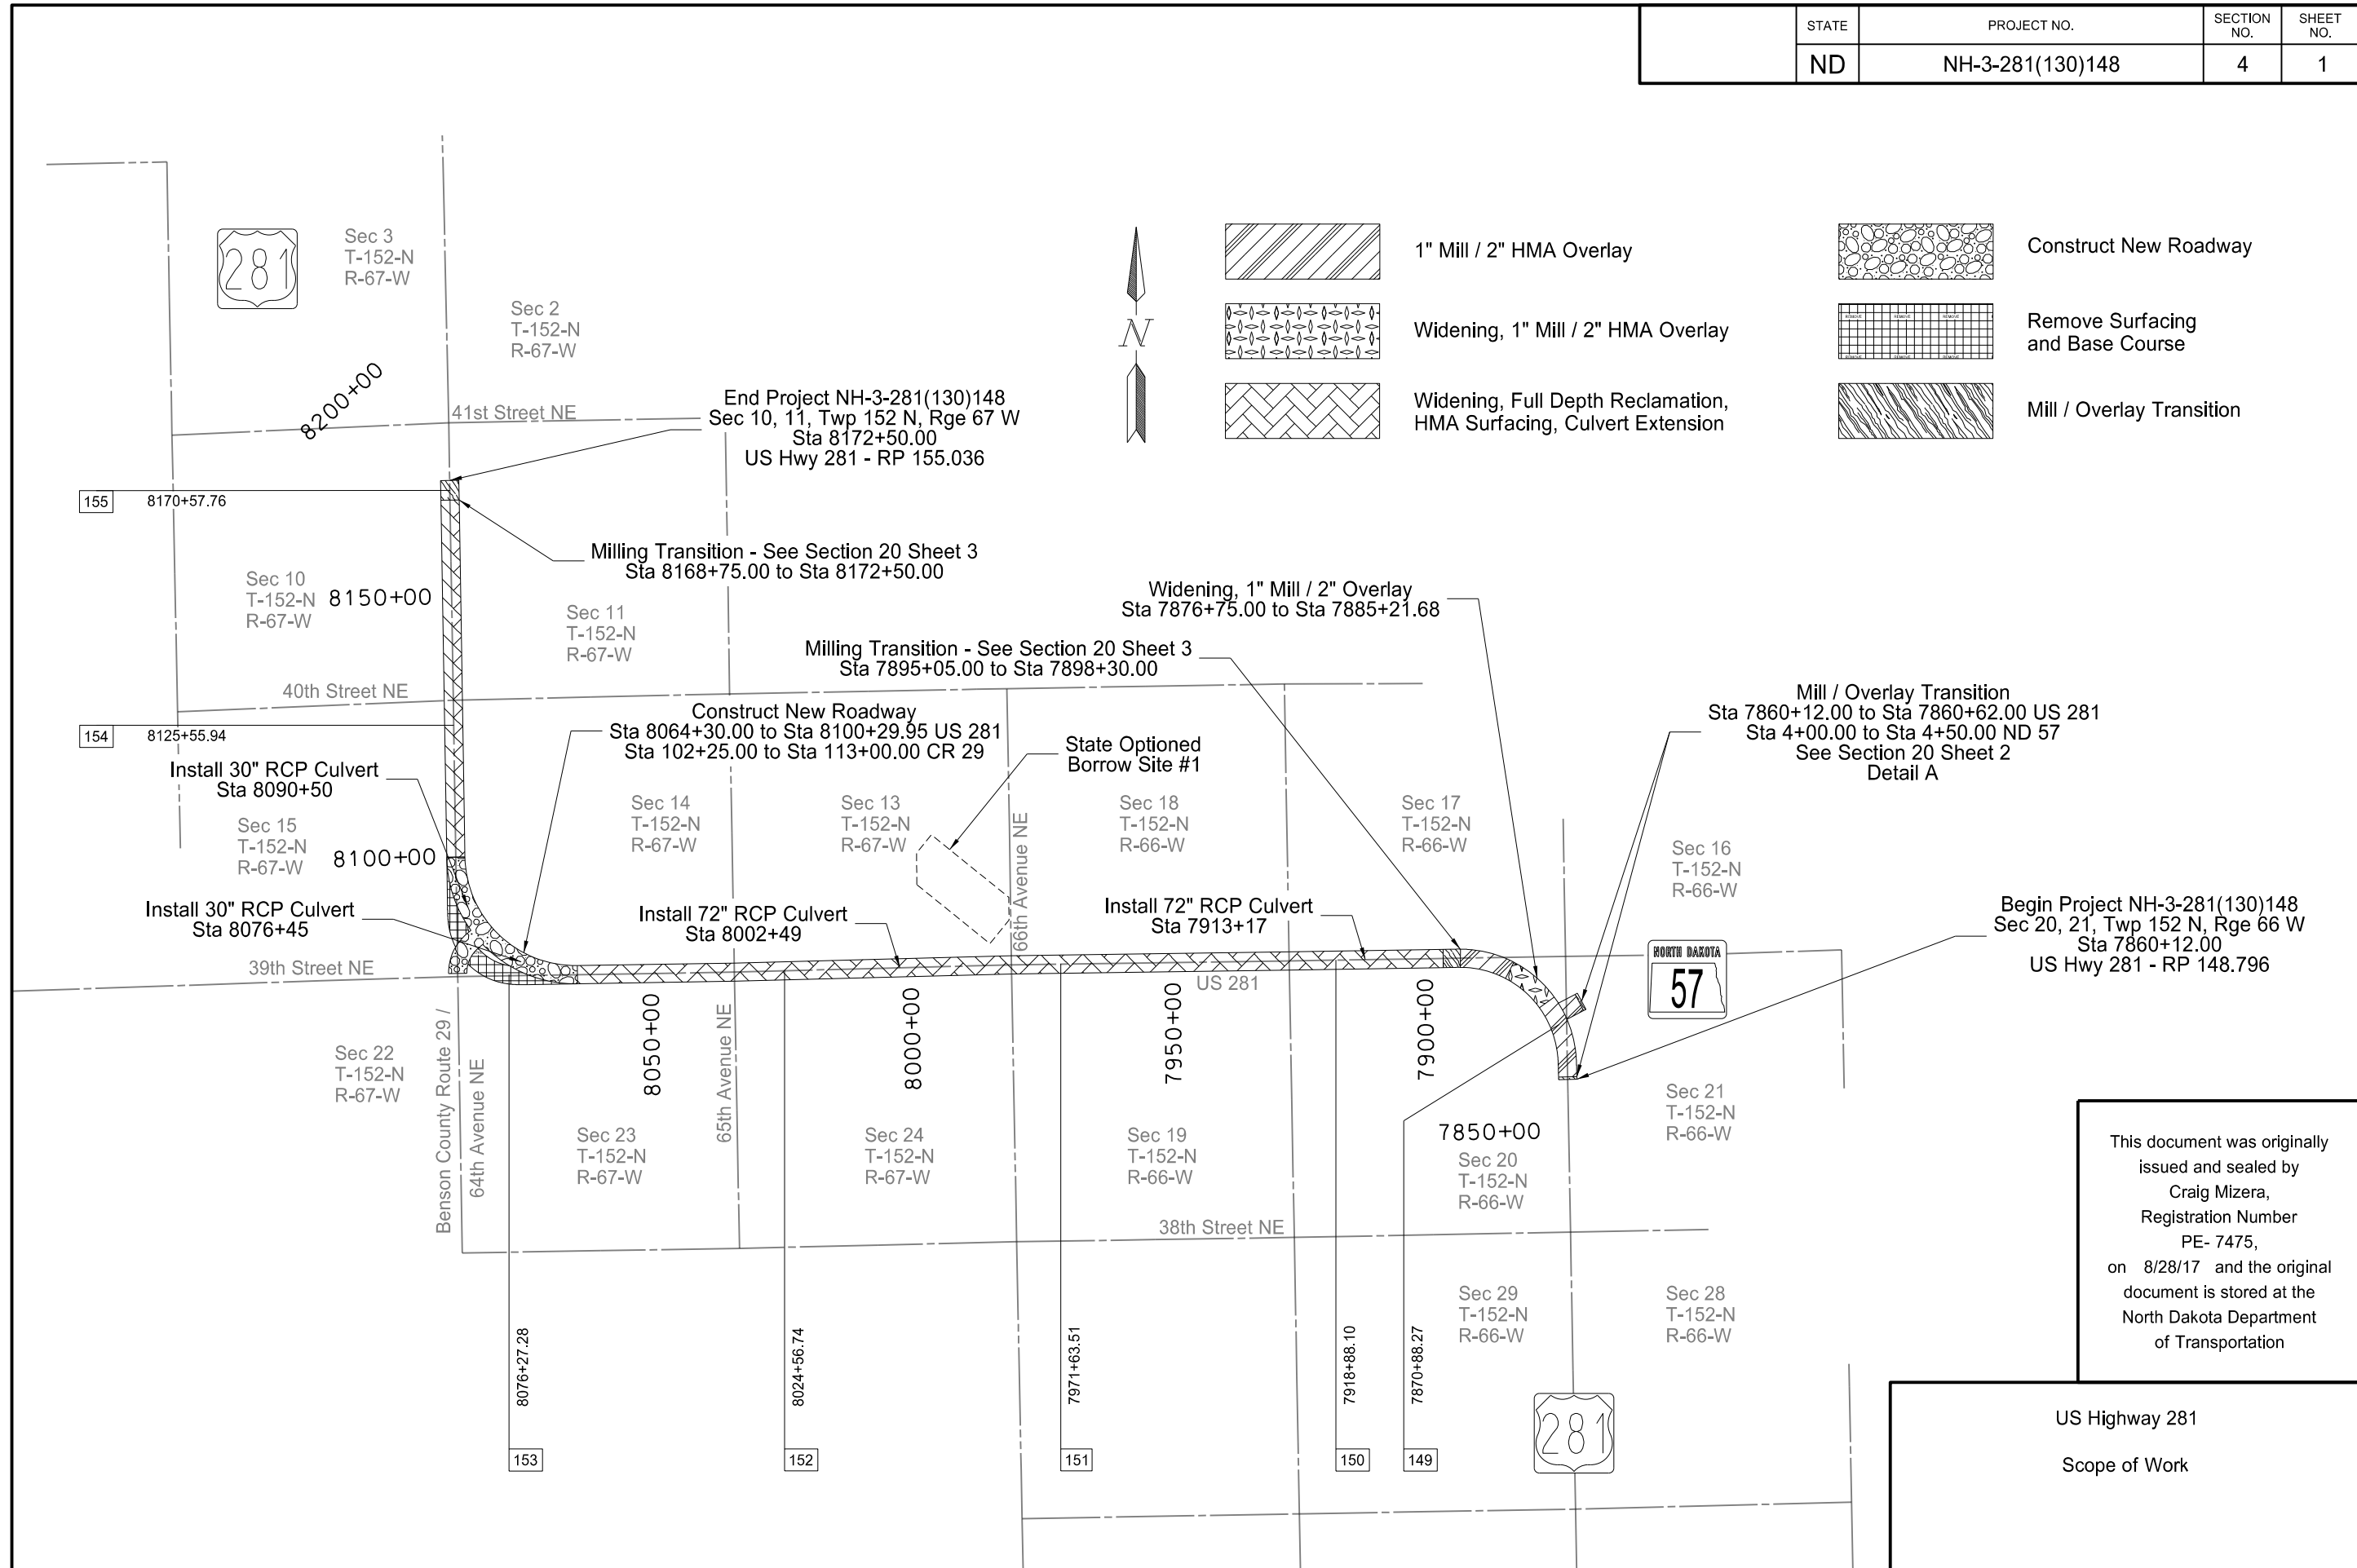 STATE
PROJECT NO.
SECTION NO.
SHEET NO.
ND
NH-3-281(130)148
4
1
281
Sec 3
T-152-N
R-67-W
Sec 2
T-152-N
R-67-W
8200+00
41st Street NE
End Project NH-3-281(130)148
Sec 10, 11, Twp 152 N, Rge 67 W
Sta 8172+50.00
US Hwy 281 - RP 155.036
N
1" Mill / 2" HMA Overlay
Widening, 1" Mill / 2" HMA Overlay
Widening, Full Depth Reclamation,
HMA Surfacing, Culvert Extension
Construct New Roadway
REMOVE REMOVE REMOVE
REMOVE REMOVE REMOVE
Remove Surfacing
and Base Course
Mill / Overlay Transition
155
8170+57.76
Milling Transition - See Section 20 Sheet 3
Sta 8168+75.00 to Sta 8172+50.00
Sec 10
T-152-N
R-67-W
8150+00
Sec 11
T-152-N
R-67-W
Widening, 1" Mill / 2" Overlay
Sta 7876+75.00 to Sta 7885+21.68
Milling Transition - See Section 20 Sheet 3
Sta 7895+05.00 to Sta 7898+30.00
40th Street NE
Mill / Overlay Transition
Sta 7860+12.00 to Sta 7860+62.00 US 281
Sta 4+00.00 to Sta 4+50.00 ND 57
See Section 20 Sheet 2
Detail A
Construct New Roadway
Sta 8064+30.00 to Sta 8100+29.95 US 281
Sta 102+25.00 to Sta 113+00.00 CR 29
154
8125+55.94
State Optioned
Borrow Site #1
Install 30" RCP Culvert
Sta 8090+50
Sec 15
T-152-N
R-67-W
8100+00
Sec 14
T-152-N
R-67-W
Sec 13
T-152-N
R-67-W
66th Avenue NE
Sec 18
T-152-N
R-66-W
Sec 17
T-152-N
R-66-W
Sec 16
T-152-N
R-66-W
Install 30" RCP Culvert
Sta 8076+45
Install 72" RCP Culvert
Sta 8002+49
Install 72" RCP Culvert
Sta 7913+17
Begin Project NH-3-281(130)148
Sec 20, 21, Twp 152 N, Rge 66 W
Sta 7860+12.00
US Hwy 281 - RP 148.796
NORTH DAKOTA
57
39th Street NE
US 281
8050+00
8000+00
7950+00
7900+00
7850+00
Sec 22
T-152-N
R-67-W
Benson County Route 29 /
64th Avenue NE
65th Avenue NE
Sec 23
T-152-N
R-67-W
Sec 24
T-152-N
R-67-W
Sec 19
T-152-N
R-66-W
Sec 20
T-152-N
R-66-W
Sec 21
T-152-N
R-66-W
38th Street NE
Sec 29
T-152-N
R-66-W
Sec 28
T-152-N
R-66-W
8076+27.28
8024+56.74
7971+63.51
7918+88.10
7870+88.27
153
152
151
150
149
281
This document was originally
issued and sealed by
Craig Mizera,
Registration Number
PE- 7475,
on 8/28/17 and the original
document is stored at the
North Dakota Department
of Transportation
US Highway 281
Scope of Work